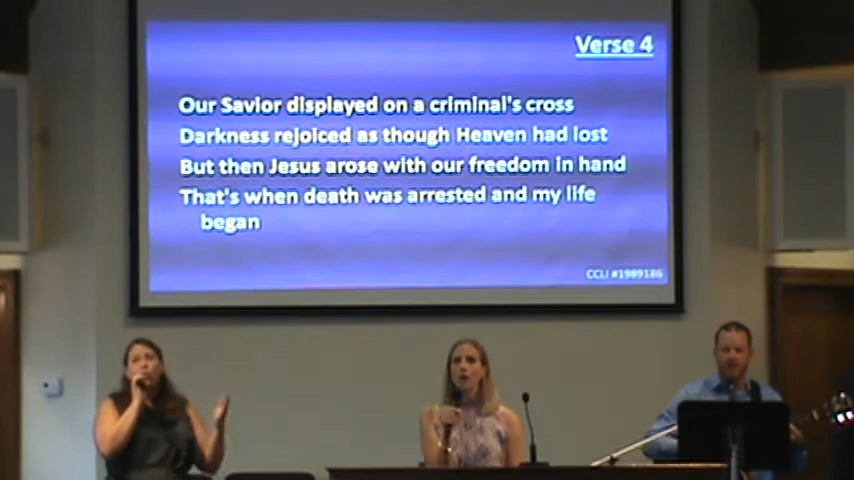 Verse 4
Our Savior displayed on a criminal's cross
Darkness rejoiced as though Heaven had lost
But then Jesus arose with our freedom in hand
That's when death was arrested and my life
began
CCLI #1989186